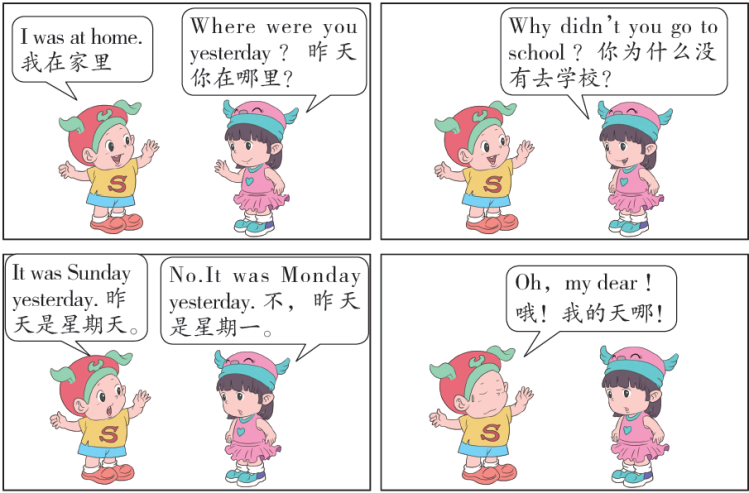 I was at home.
我在家里
Where were you
yesterday？ 昨天
你在哪里？
Why didn't you go to
school？你为什么没
有去学校？
It was Sunday
yesterday. 昨
天是星期天。
No.It was Monday
yesterday. 不，昨天
是星期一。
Oh，my dear！
哦！我的天哪！
S
S
S
S